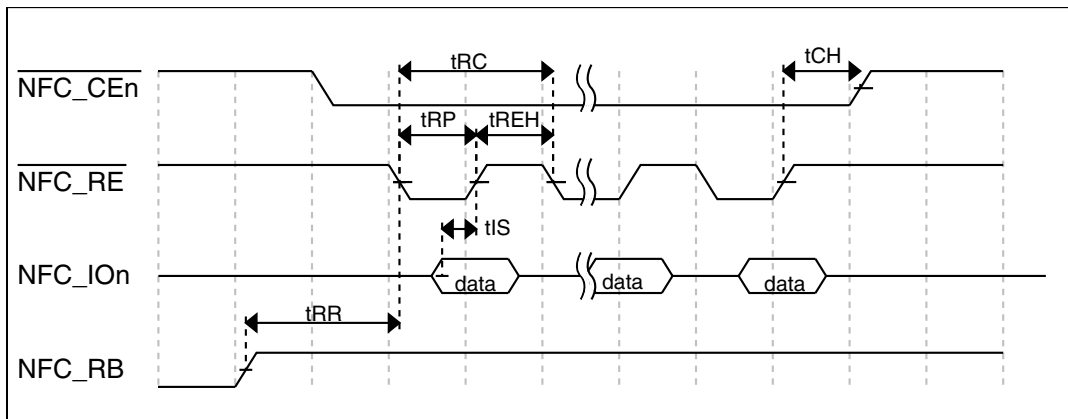 tRC
tCH
NFC_CEn
tRP
tREH
NFC_RE
tIS
NFC_IOn
data
data
data
tRR
NFC_RB